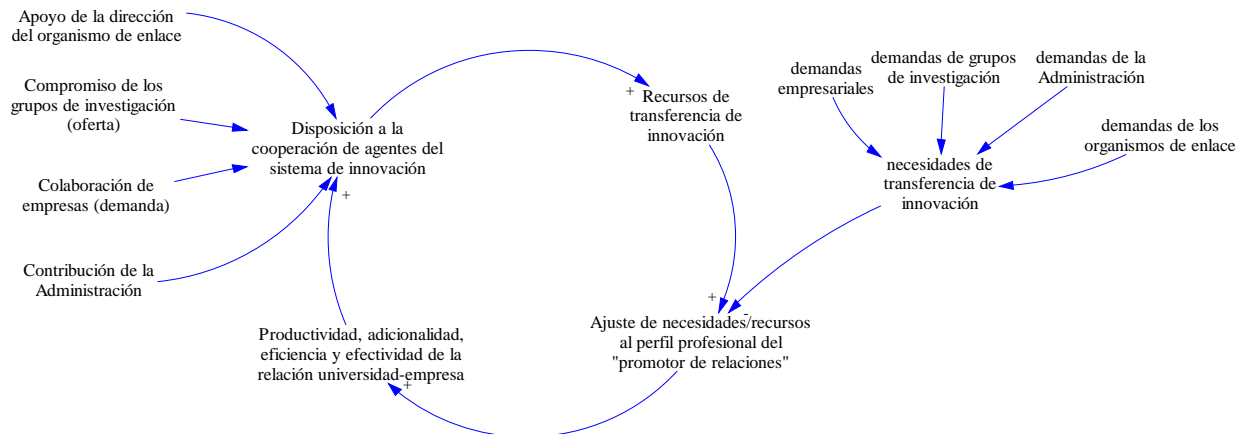 Apoyo de la dirección
del organismo de enlace
Compromiso de los
grupos de investigación
(oferta)
Colaboración de
empresas (demanda)
Contribución de la
Administración
Disposición a la
cooperación de agentes del
sistema de innovación
+
+
Recursos de
transferencia de
innovación
demandas
empresariales
demandas de grupos
de investigación
demandas de la
Administración
demandas de los
organismos de enlace
necesidades de
transferencia de
innovación
+
-
Ajuste de necesidades/recursos
al perfil profesional del
"promotor de relaciones"
Productividad, adicionalidad,
eficiencia y efectividad de la
relación universidad-empresa
+